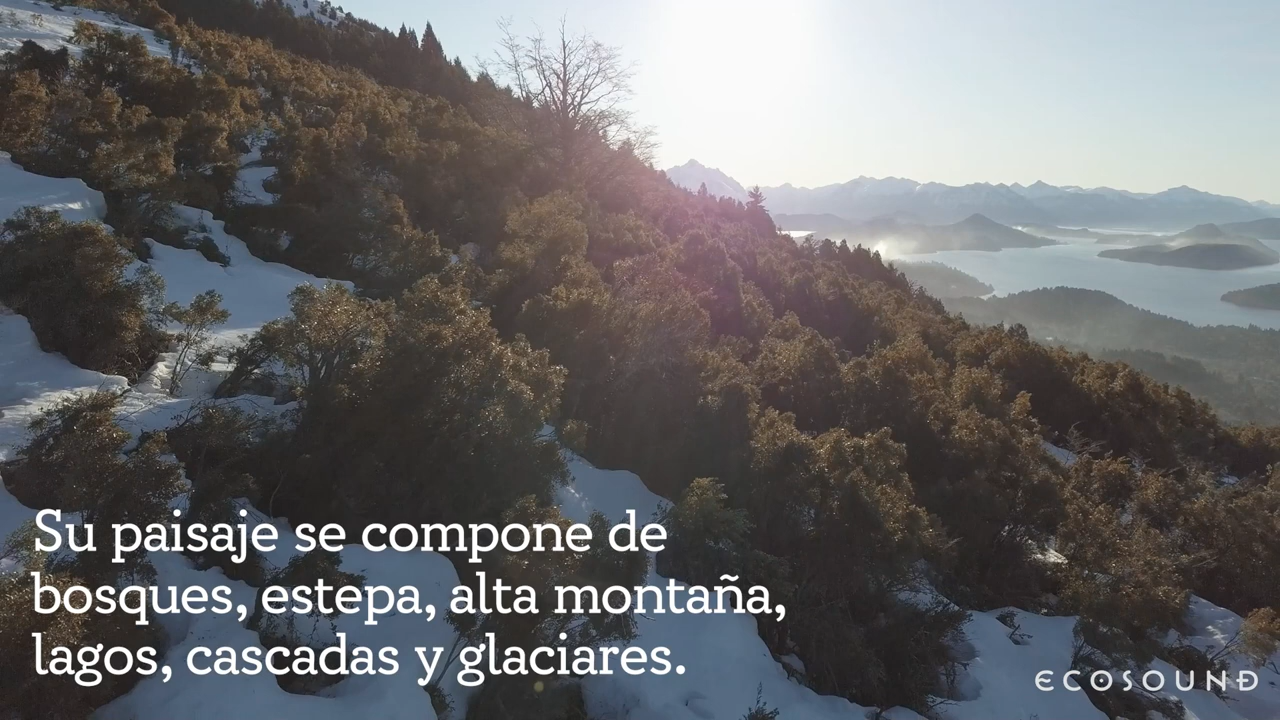 Su paisaje se compone de
bosques, estepa, alta montaña,
lagos, cascadas y glaciares.
ECOSOUND